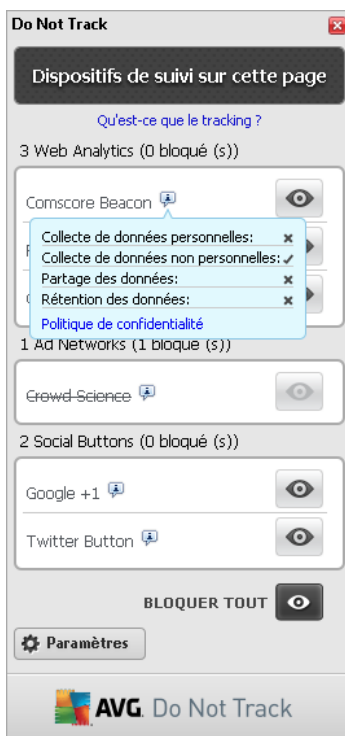 Do Not Track
Dispositifs de suivi sur cette page
Qu'est-ce que le tracking ?
3 Web Analytics (0 bloqué (s))
Comscore Beacon
Collecte de données personnelles:
Collecte de données non personnelles:
Partage des données:
Rétention des données:
Politique de confidentialité
1 Ad Networks (1 bloqué (s))
Crowd Science
2 Social Buttons (0 bloqué (s))
Google +1
Twitter Button
BLOQUER TOUT
Paramètres
AVG. Do Not Track